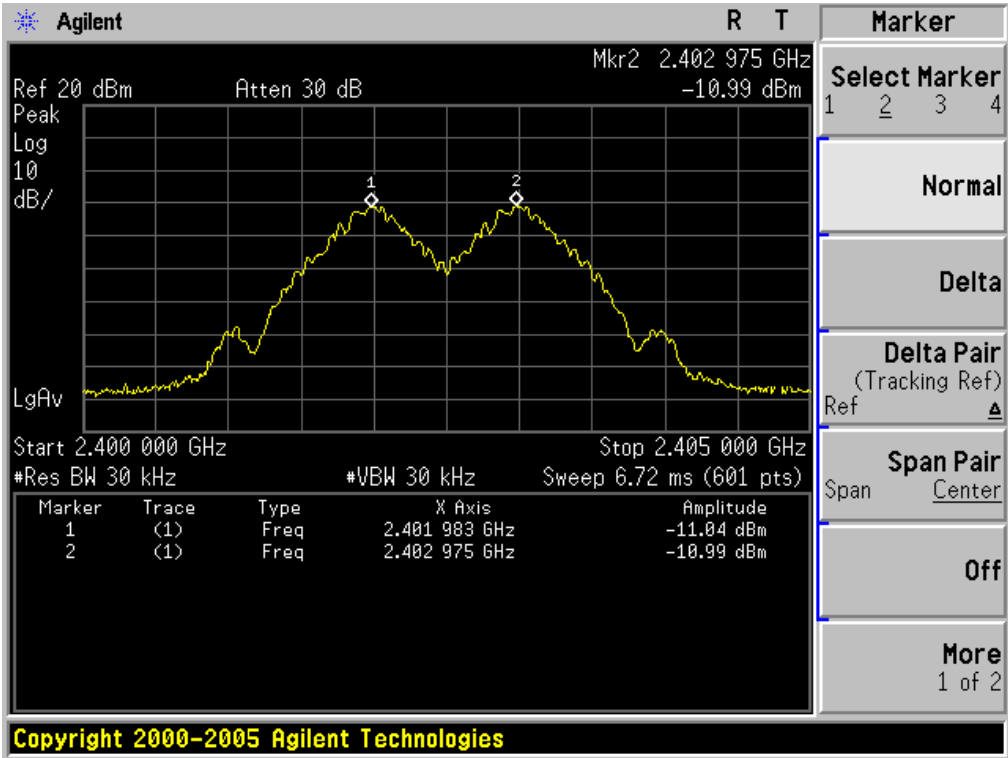 Agilent R T
Mkr2 2.402 975 GHz
Ref 20 dBm Atten 30 dB -10.99 dBm
Peak
Log
10
dB/
1 2
LgAv
Start 2.400 000 GHz Stop 2.405 000 GHz
#Res BW 30 kHz #VBW 30 kHz Sweep 6.72 ms (601 pts)
Marker Trace Type X Axis Amplitude
1 (1) Freq 2.401 983 GHz -11.04 dBm
2 (1) Freq 2.402 975 GHz -10.99 dBm
Marker
Select Marker
1 2 3 4
Normal
Delta
Delta Pair
(Tracking Ref)
Ref Δ
Span Pair
Span Center
Off
More
1 of 2
Copyright 2000-2005 Agilent Technologies